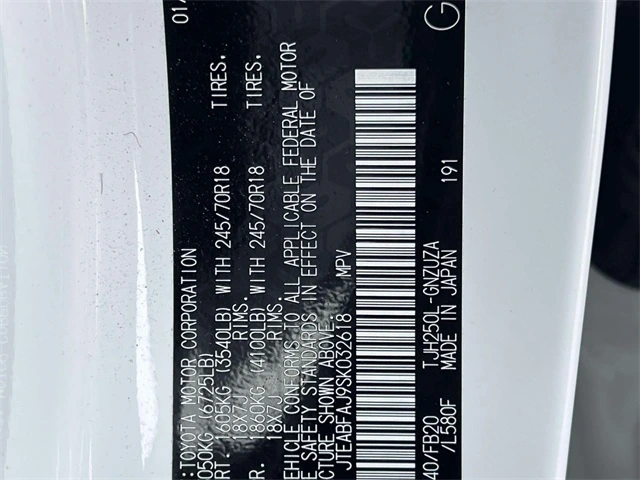 01/
:TOYOTA MOTOR CORPORATION
050KG (6725LB)
RT. 1605KG (3540LB) WITH 245/70R18 TIRES.
18X7J RIMS.
R. 1860KG (4100LB) WITH 245/70R18 TIRES.
18X7J RIMS.
EHICLE CONFORMS TO ALL APPLICABLE FEDERAL MOTOR
E SAFETY STANDARDS IN EFFECT ON THE DATE OF
CTURE SHOWN ABOVE.
JTEABFAJ9SK032618 MPV
40/FB20 TJH250L-GNZUZA
/L580F MADE IN JAPAN 191
G